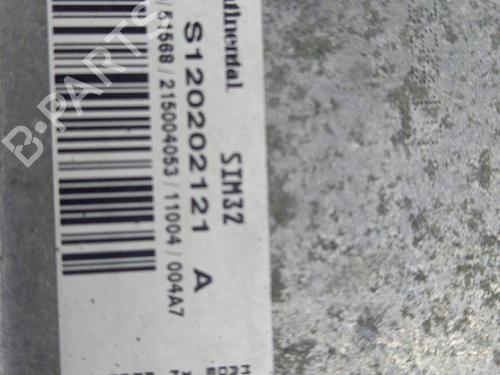 ntinental
SIM32
S120202121 A
/ 51568 / 215004053 / 11004 / 004A7
B-PARTS